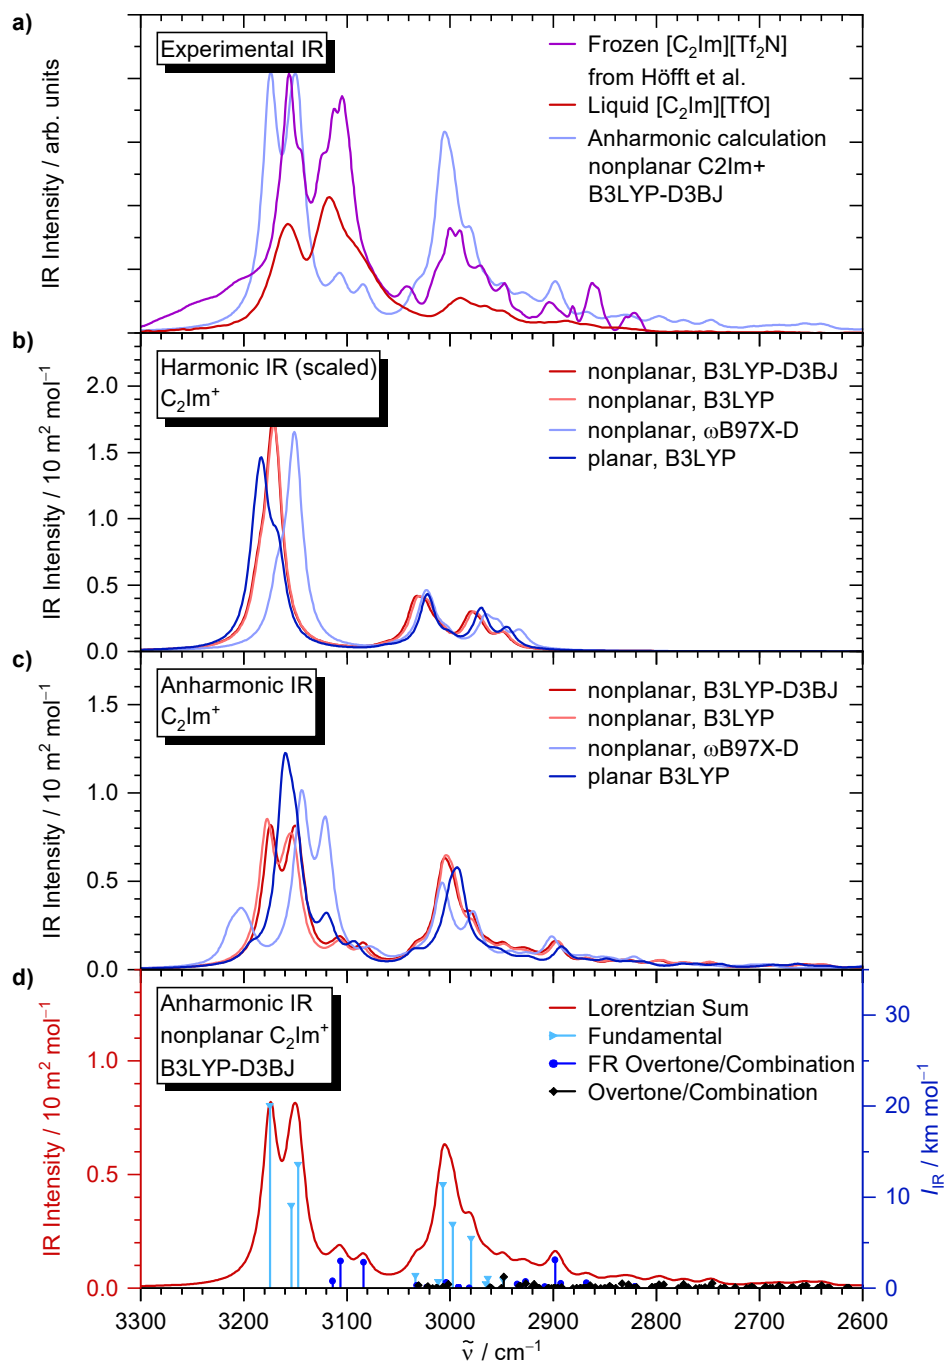 a)
IR Intensity / arb. units
Experimental IR
Frozen [C₂Im][Tf₂N]
from Höfft et al.
Liquid [C₂Im][TfO]
Anharmonic calculation
nonplanar C2Im+
B3LYP-D3BJ
b)
IR Intensity / 10 m² mol⁻¹
2.0
1.5
1.0
0.5
0.0
Harmonic IR (scaled)
C₂Im⁺
nonplanar, B3LYP-D3BJ
nonplanar, B3LYP
nonplanar, ωB97X-D
planar, B3LYP
c)
IR Intensity / 10 m² mol⁻¹
1.5
1.0
0.5
0.0
Anharmonic IR
C₂Im⁺
nonplanar, B3LYP-D3BJ
nonplanar, B3LYP
nonplanar, ωB97X-D
planar B3LYP
d)
IR Intensity / 10 m² mol⁻¹
1.0
0.5
0.0
Anharmonic IR
nonplanar C₂Im⁺
B3LYP-D3BJ
Lorentzian Sum
Fundamental
FR Overtone/Combination
Overtone/Combination
30
20
10
0
I_IR / km mol⁻¹
3300 3200 3100 3000 2900 2800 2700 2600
ṽ / cm⁻¹